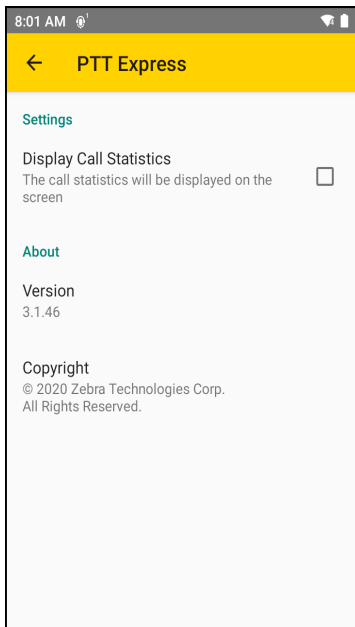 8:01 AM 1
PTT Express
Settings
Display Call Statistics
The call statistics will be displayed on the
screen
About
Version
3.1.46
Copyright
© 2020 Zebra Technologies Corp.
All Rights Reserved.